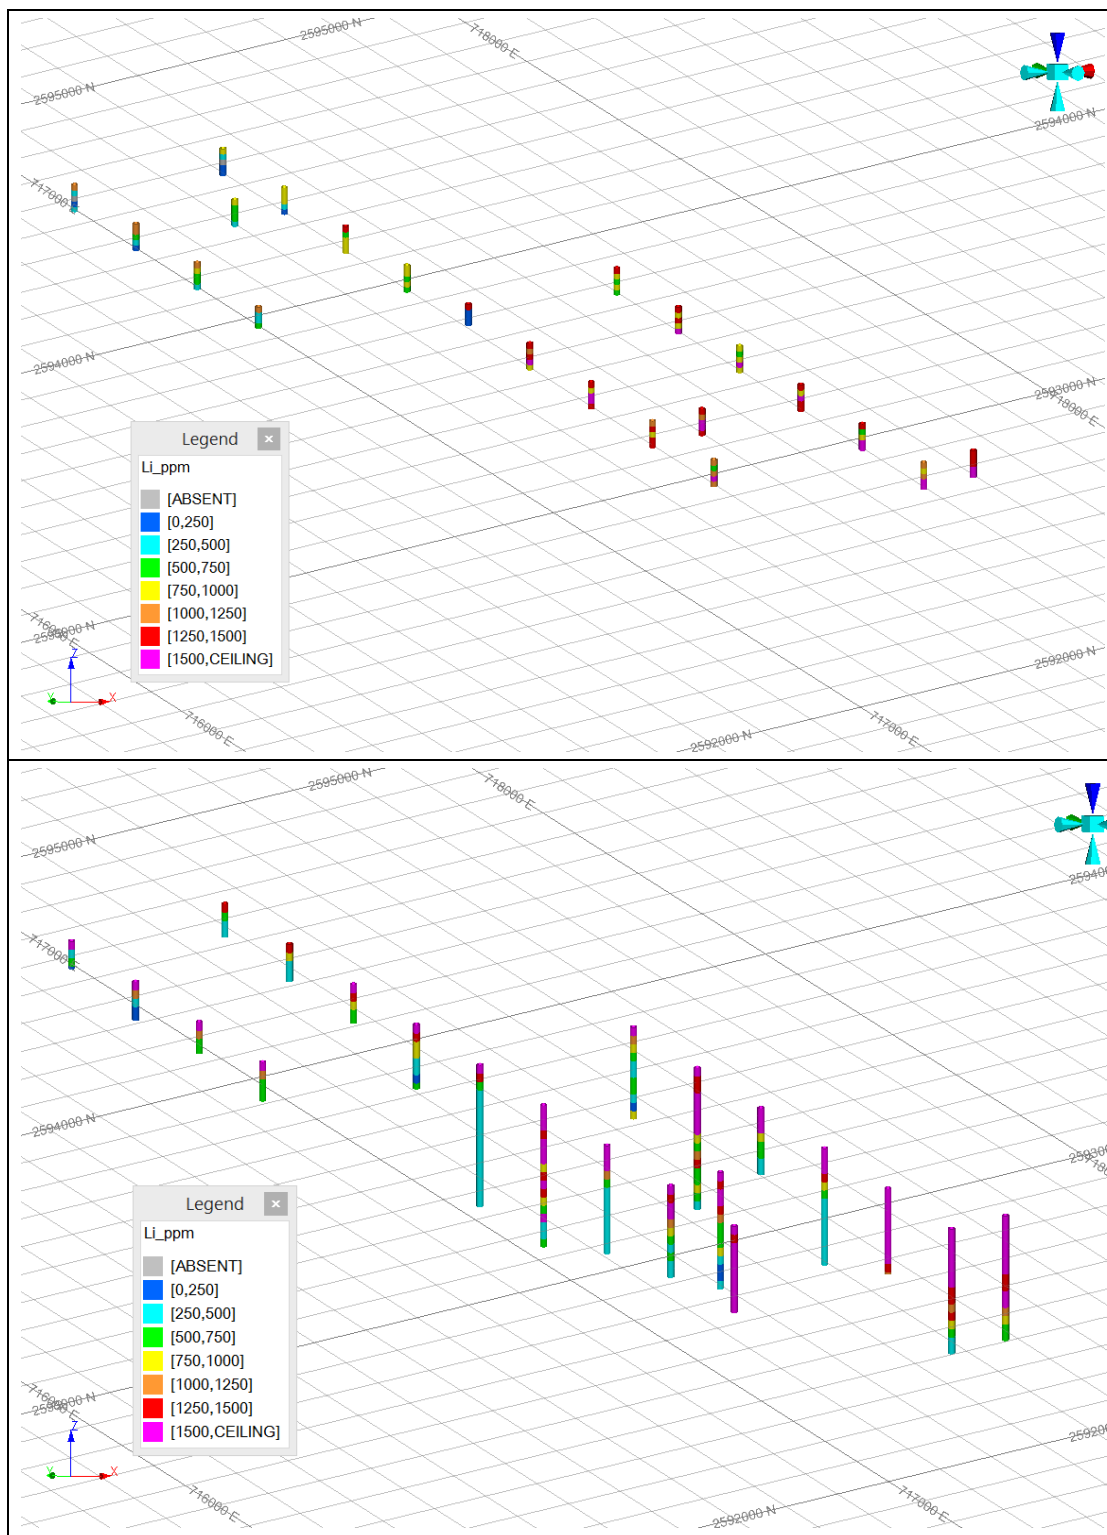 2595000 N
718000 E
2595000 N
2594000 N
717000 E
2594000 N
2593000 N
718000 E
Legend
×
Li_ppm
[ABSENT]
[0,250]
[250,500]
[500,750]
[750,1000]
[1000,1250]
[1250,1500]
[1500,CEILING]
Z
Y
X
2592000 N
716000 E
2592000 N
717000 E
2595000 N
718000 E
2595000 N
717000 E
2594000 N
Legend
×
Li_ppm
[ABSENT]
[0,250]
[250,500]
[500,750]
[750,1000]
[1000,1250]
[1250,1500]
[1500,CEILING]
Z
Y
X
716000 E
2592000 N
717000 E